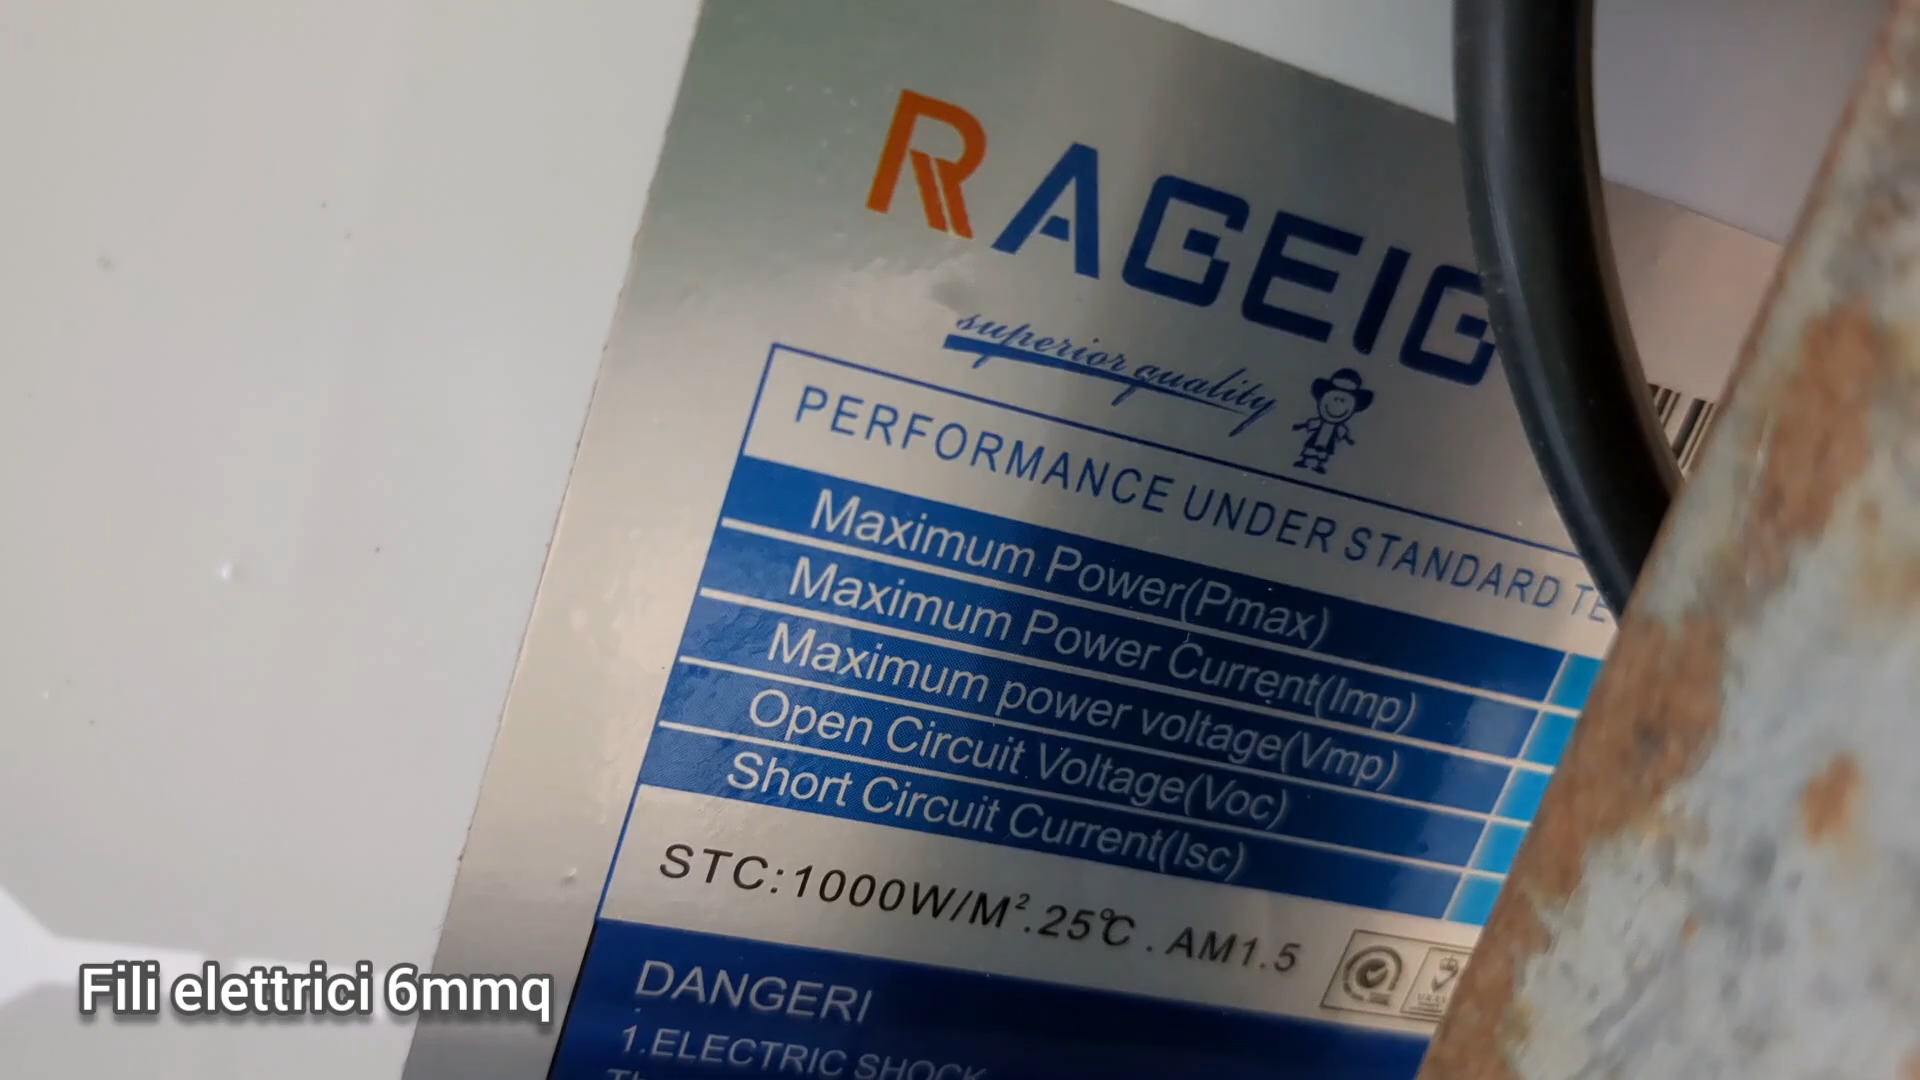 RAGEIG
superior quality
PERFORMANCE UNDER STANDARD TE
Maximum Power(Pmax)
Maximum Power Current(Imp)
Maximum power voltage(Vmp)
Open Circuit Voltage(Voc)
Short Circuit Current(Isc)
STC:1000W/M².25℃ . AM1.5
DANGER!
1.ELECTRIC SHOCK
Fili elettrici 6mmq